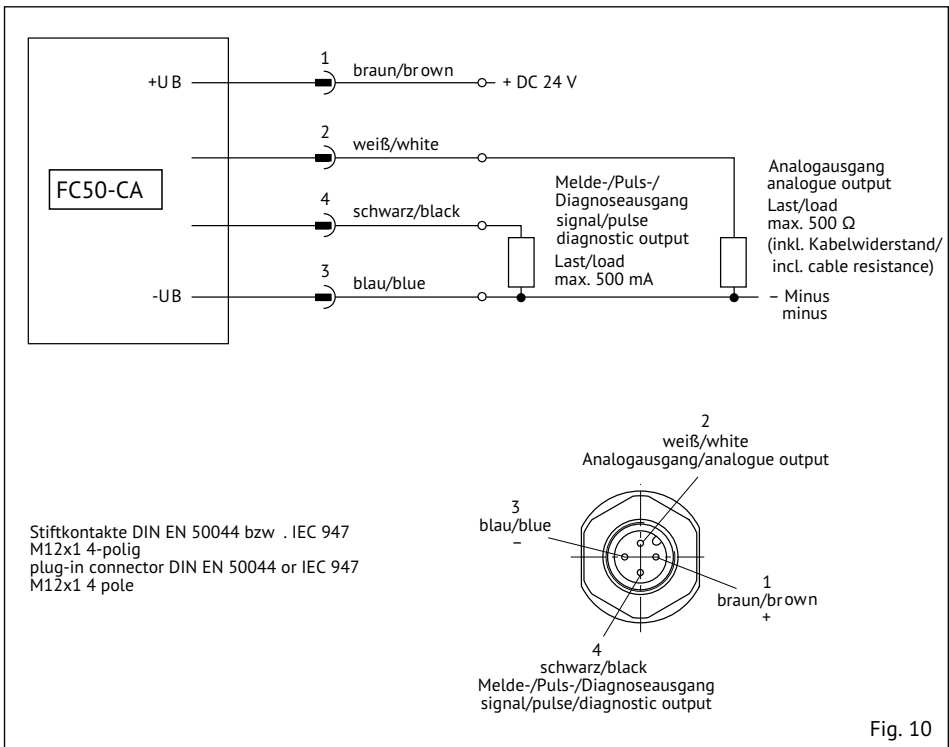 1
braun/brown
+UB
+ DC 24 V
2
weiß/white
FC50-CA
4
schwarz/black
Melde-/Puls-/
Diagnoseausgang
signal/pulse
diagnostic output
Last/load
max. 500 mA
Analogausgang
analogue output
Last/load
max. 500 Ω
(inkl. Kabelwiderstand/
incl. cable resistance)
3
blau/blue
-UB
– Minus
minus
2
weiß/white
Analogausgang/analogue output
3
blau/blue
–
Stiftkontakte DIN EN 50044 bzw . IEC 947
M12x1 4-polig
plug-in connector DIN EN 50044 or IEC 947
M12x1 4 pole
1
braun/brown
+
4
schwarz/black
Melde-/Puls-/Diagnoseausgang
signal/pulse/diagnostic output
Fig. 10